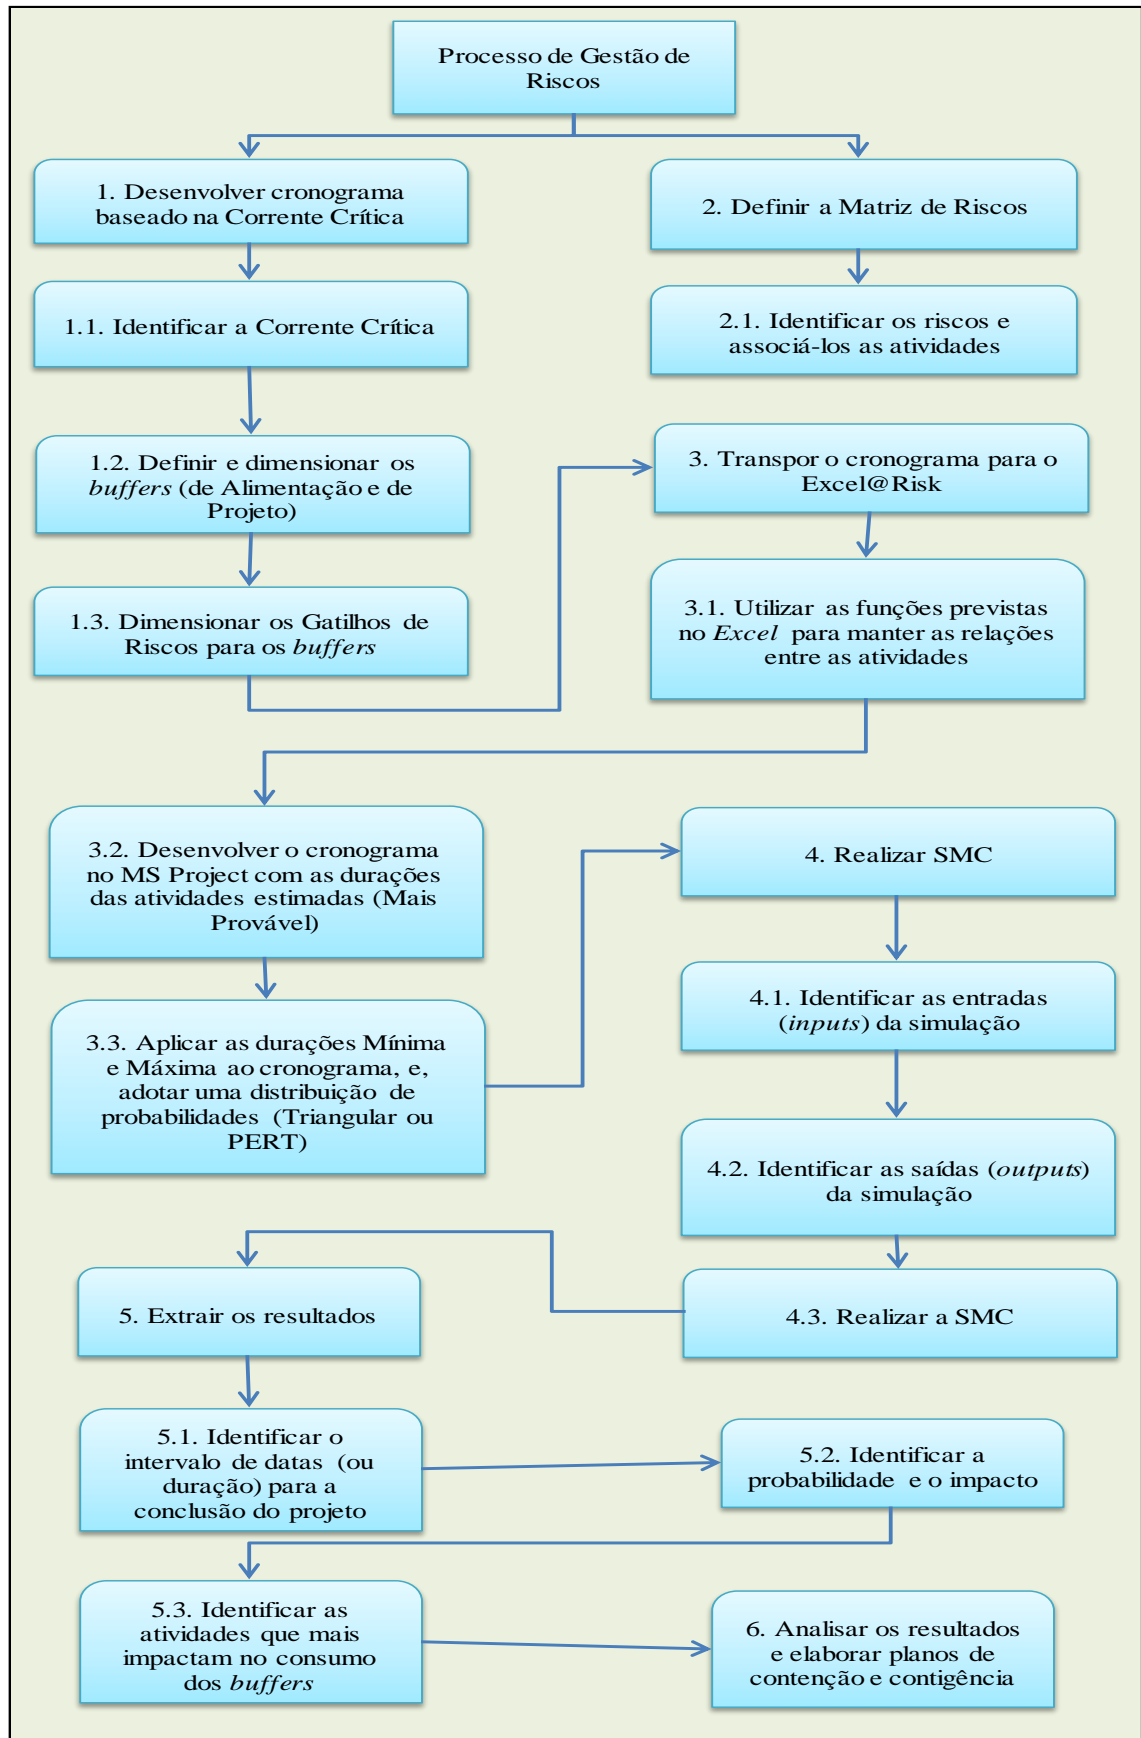 Processo de Gestão de
Riscos
1. Desenvolver cronograma
baseado na Corrente Crítica
2. Definir a Matriz de Riscos
1.1. Identificar a Corrente Crítica
2.1. Identificar os riscos e
associá-los as atividades
1.2. Definir e dimensionar os
buffers (de Alimentação e de
Projeto)
3. Transpor o cronograma para o
Excel@Risk
1.3. Dimensionar os Gatilhos de
Riscos para os buffers
3.1. Utilizar as funções previstas
no Excel para manter as relações
entre as atividades
3.2. Desenvolver o cronograma
no MS Project com as durações
das atividades estimadas (Mais
Provável)
4. Realizar SMC
3.3. Aplicar as durações Mínima
e Máxima ao cronograma, e,
adotar uma distribuição de
probabilidades (Triangular ou
PERT)
4.1. Identificar as entradas
(inputs) da simulação
4.2. Identificar as saídas (outputs)
da simulação
5. Extrair os resultados
4.3. Realizar a SMC
5.1. Identificar o
intervalo de datas (ou
duração) para a
conclusão do projeto
5.2. Identificar a
probabilidade e o impacto
5.3. Identificar as
atividades que mais
impactam no consumo
dos buffers
6. Analisar os resultados
e elaborar planos de
contenção e contigência